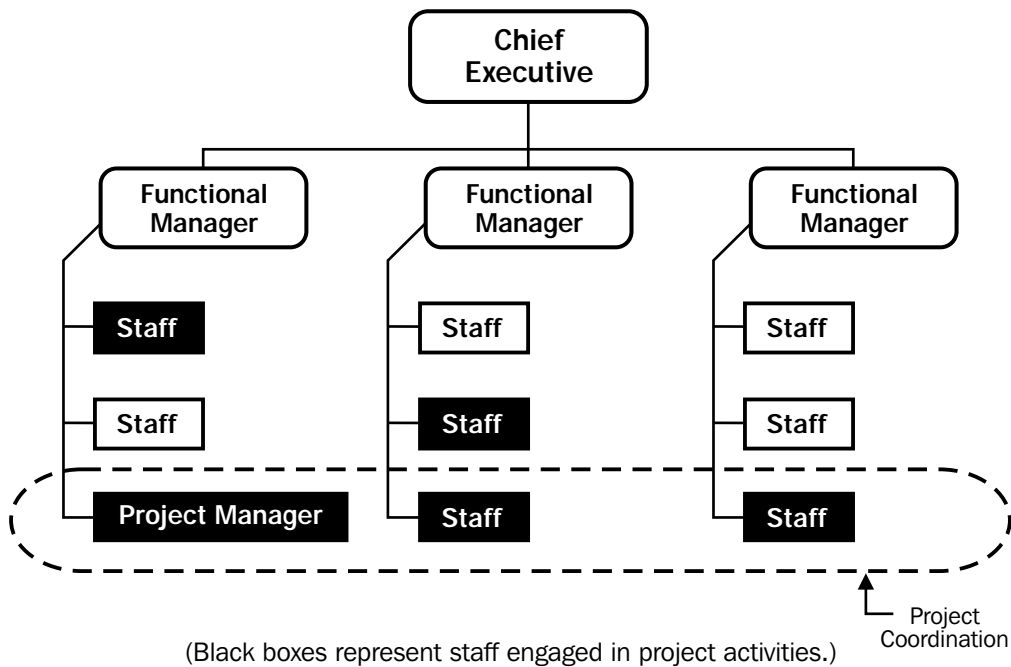 Chief
Executive
Functional
Manager
Functional
Manager
Functional
Manager
Staff
Staff
Staff
Staff
Staff
Staff
Project Manager
Staff
Staff
Project
Coordination
(Black boxes represent staff engaged in project activities.)